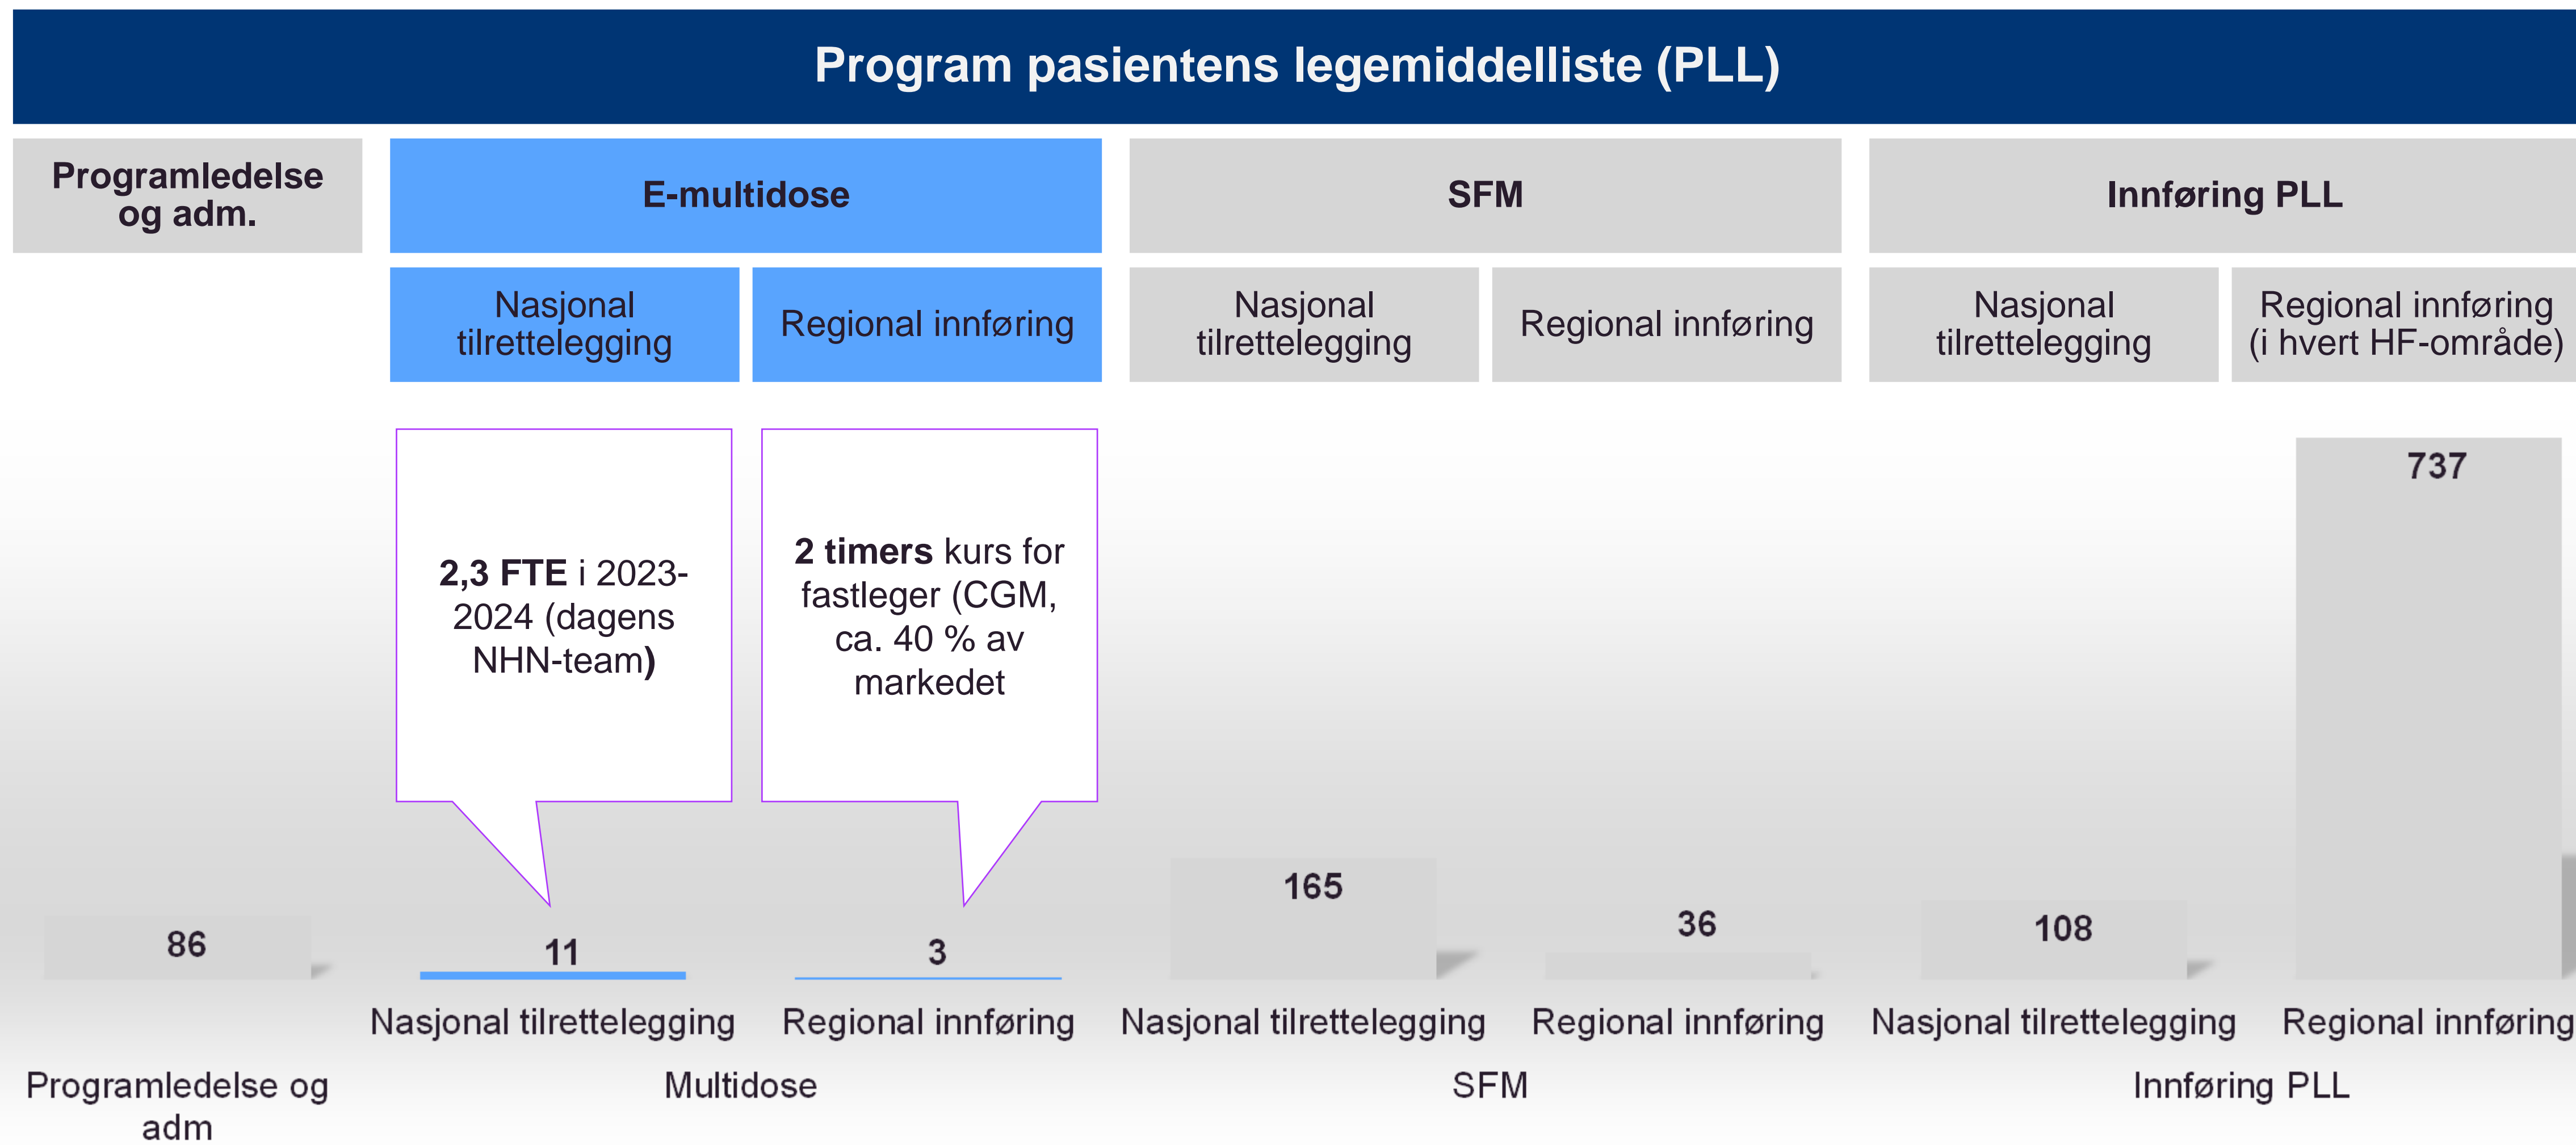 Program pasientens legemiddelliste (PLL)
Programledelse
og adm.
E-multidose
SFM
Innføring PLL
Nasjonal
tilrettelegging
Regional innføring
Nasjonal
tilrettelegging
Regional innføring
Nasjonal
tilrettelegging
Regional innføring
(i hvert HF-område)
2,3 FTE i 2023-
2024 (dagens
NHN-team)
2 timers kurs for
fastleger (CGM,
ca. 40 % av
markedet
86
11
3
165
36
108
737
Nasjonal tilrettelegging
Regional innføring
Nasjonal tilrettelegging
Regional innføring
Nasjonal tilrettelegging
Regional innføring
Programledelse og
adm
Multidose
SFM
Innføring PLL